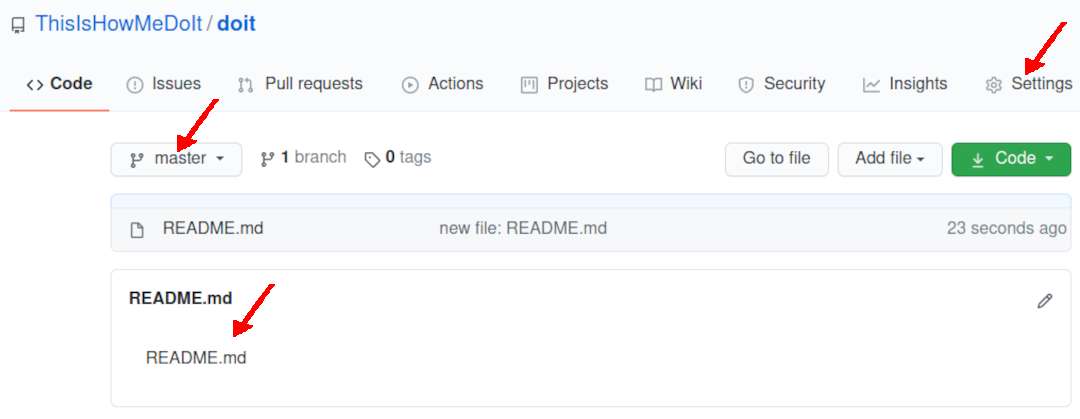 ThisIsHowMeDoIt / doit
<> Code Issues Pull requests Actions Projects Wiki Security Insights Settings
master 1 branch 0 tags Go to file Add file Code
README.md new file: README.md 23 seconds ago
README.md
README.md